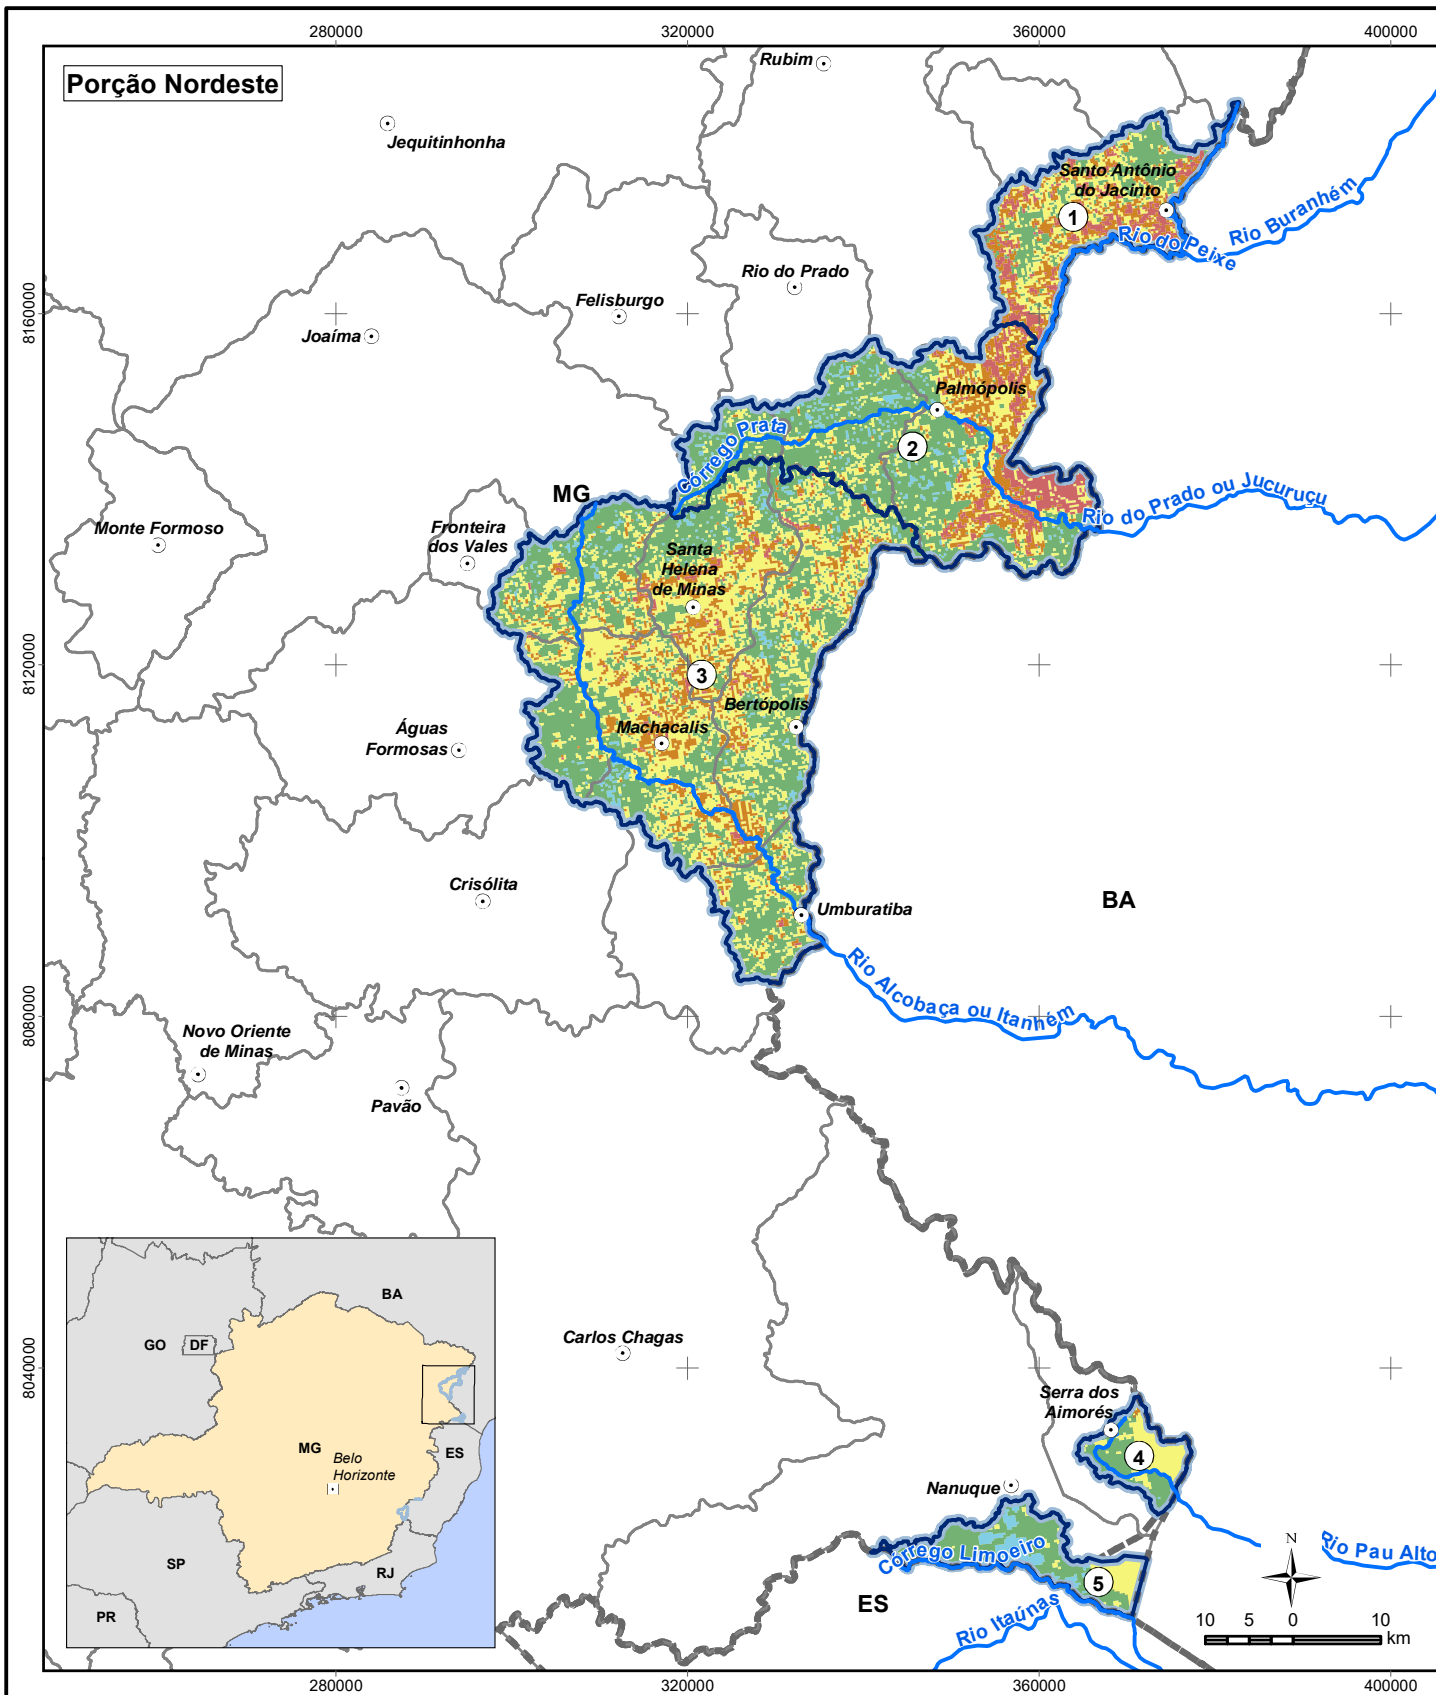 280000
320000
360000
400000
Porção Nordeste
Rubim
Jequitinhonha
Santo Antônio
do Jacinto
1
Rio Buranhém
Rio do Peixe
Rio do Prado
Felisburgo
Joaíma
8160000
Palmópolis
Córrego Prata
2
MG
Rio do Prado ou Jucuruçu
Monte Formoso
Fronteira
dos Vales
Santa
Helena
de Minas
8120000
3
Bertópolis
Machacalis
Águas
Formosas
Crisólita
BA
Umburatiba
Rio Alcobaça ou Itanhém
8080000
Novo Oriente
de Minas
Pavão
BA
GO
DF
MG
Belo
Horizonte
ES
SP
RJ
PR
8040000
Carlos Chagas
Serra dos
Aimorés
4
Nanuque
Córrego Limoeiro
5
ES
Rio Itaúnas
N
Rio Pau Alto
10
5
0
10
km
280000
320000
360000
400000